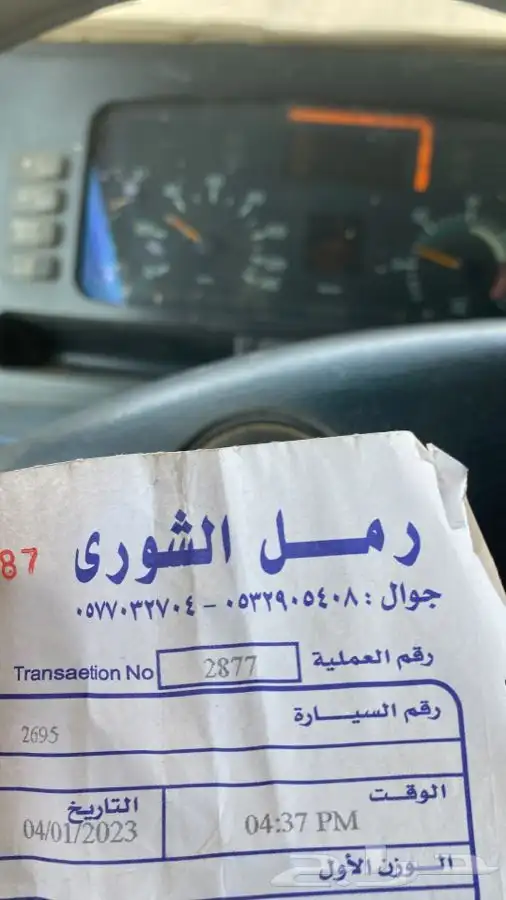 رمل الشورى
87
جوال : ٠٥٣٢٩٠٥٤٠٨ - ٠٥٧٧٠٣٢٧٠٤
رقم العملية 2877 Transaetion No
رقم السيارة
2695
الوقت التاريخ
04:37 PM 04/01/2023
الوزن الأول
حراج